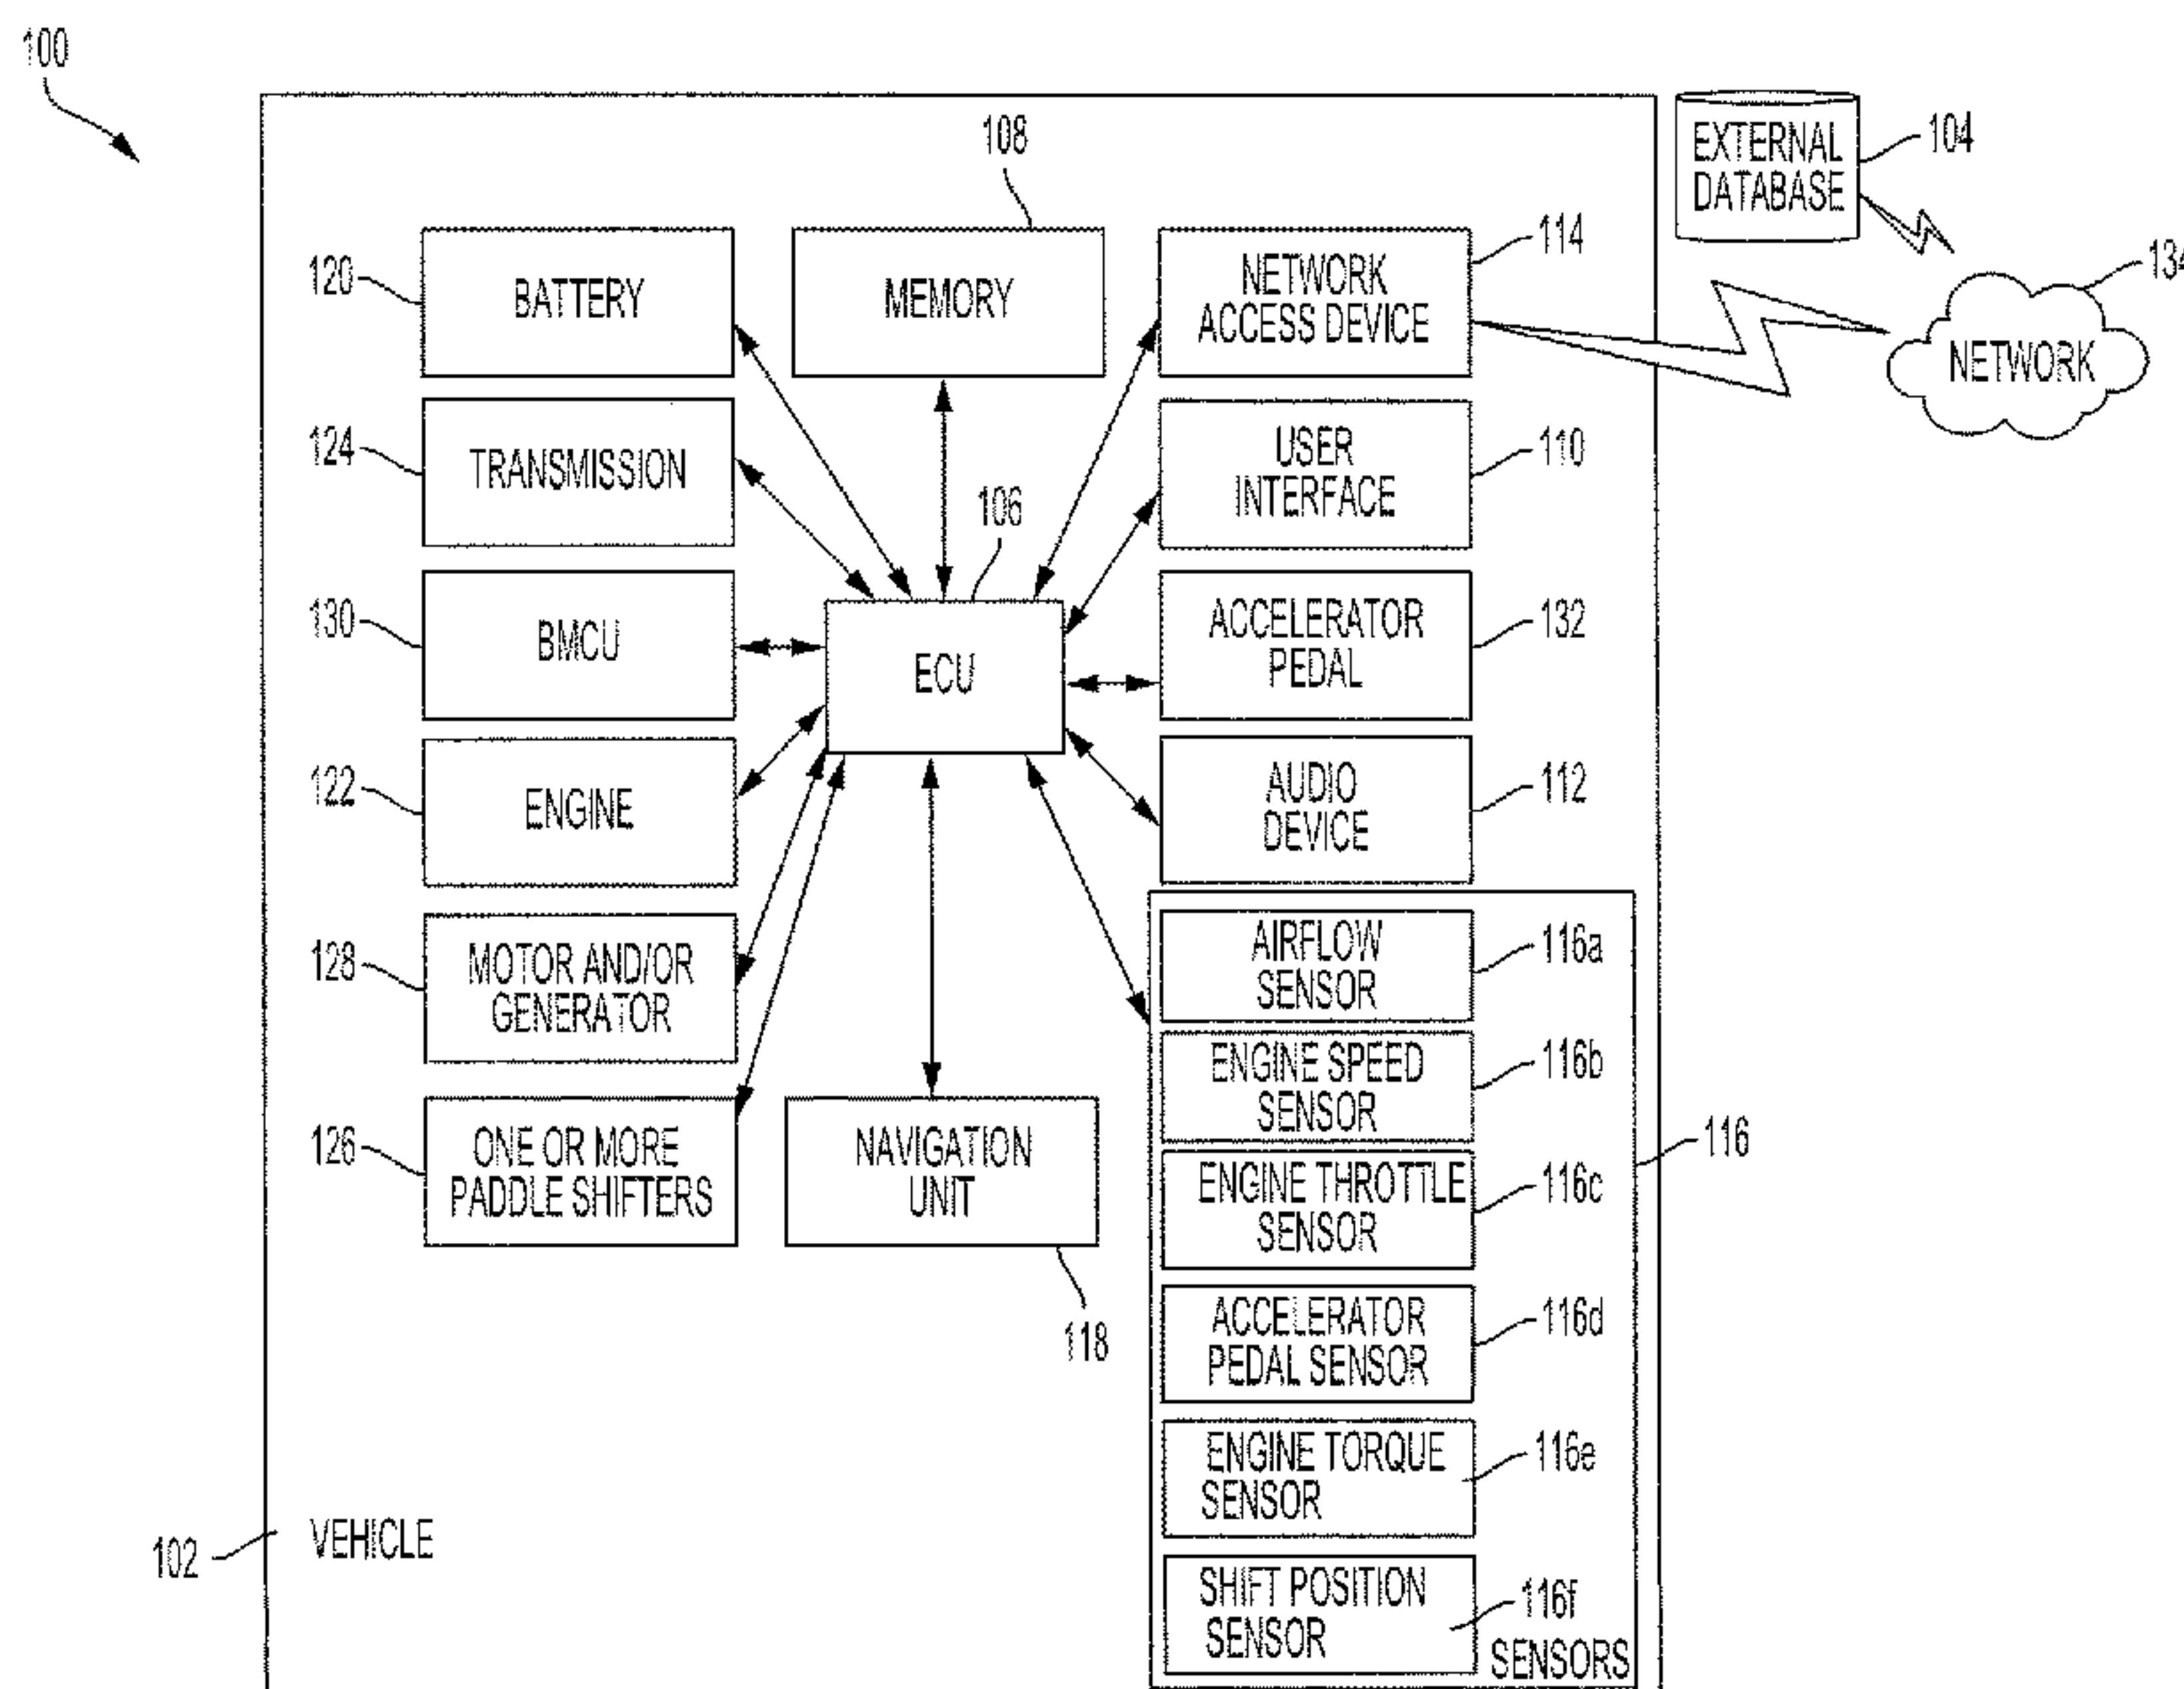 100
EXTERNAL
DATABASE
104
108
120
BATTERY
MEMORY
NETWORK
ACCESS DEVICE
114
134
NETWORK
124
TRANSMISSION
USER
INTERFACE
110
106
130
BMCU
ECU
ACCELERATOR
PEDAL
132
122
ENGINE
AUDIO
DEVICE
112
128
MOTOR AND/OR
GENERATOR
AIRFLOW
SENSOR
116a
ENGINE SPEED
SENSOR
116b
126
ONE OR MORE
PADDLE SHIFTERS
NAVIGATION
UNIT
118
ENGINE THROTTLE
SENSOR
116c
116
ACCELERATOR
PEDAL SENSOR
116d
ENGINE TORQUE
SENSOR
116e
102
VEHICLE
SHIFT POSITION
SENSOR
116f
SENSORS